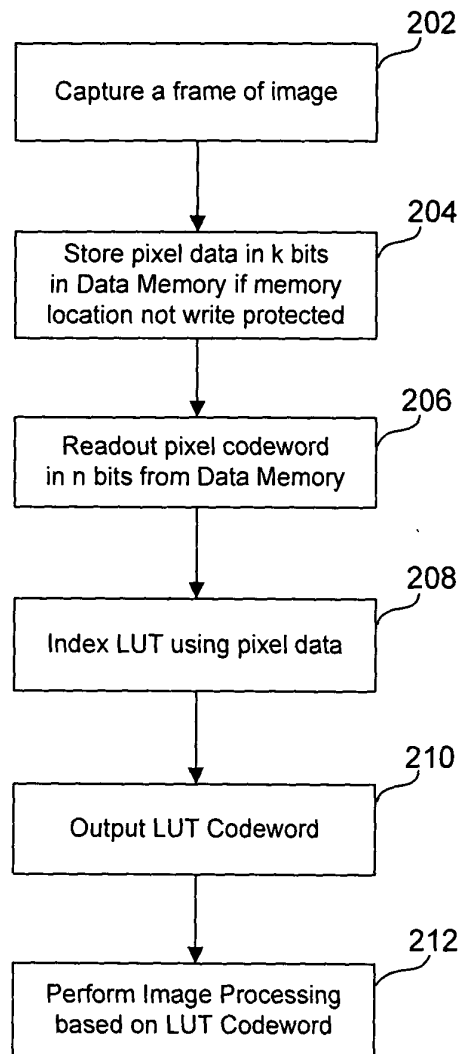 202
Capture a frame of image
204
Store pixel data in k bits
in Data Memory if memory
location not write protected
206
Readout pixel codeword
in n bits from Data Memory
208
Index LUT using pixel data
210
Output LUT Codeword
212
Perform Image Processing
based on LUT Codeword